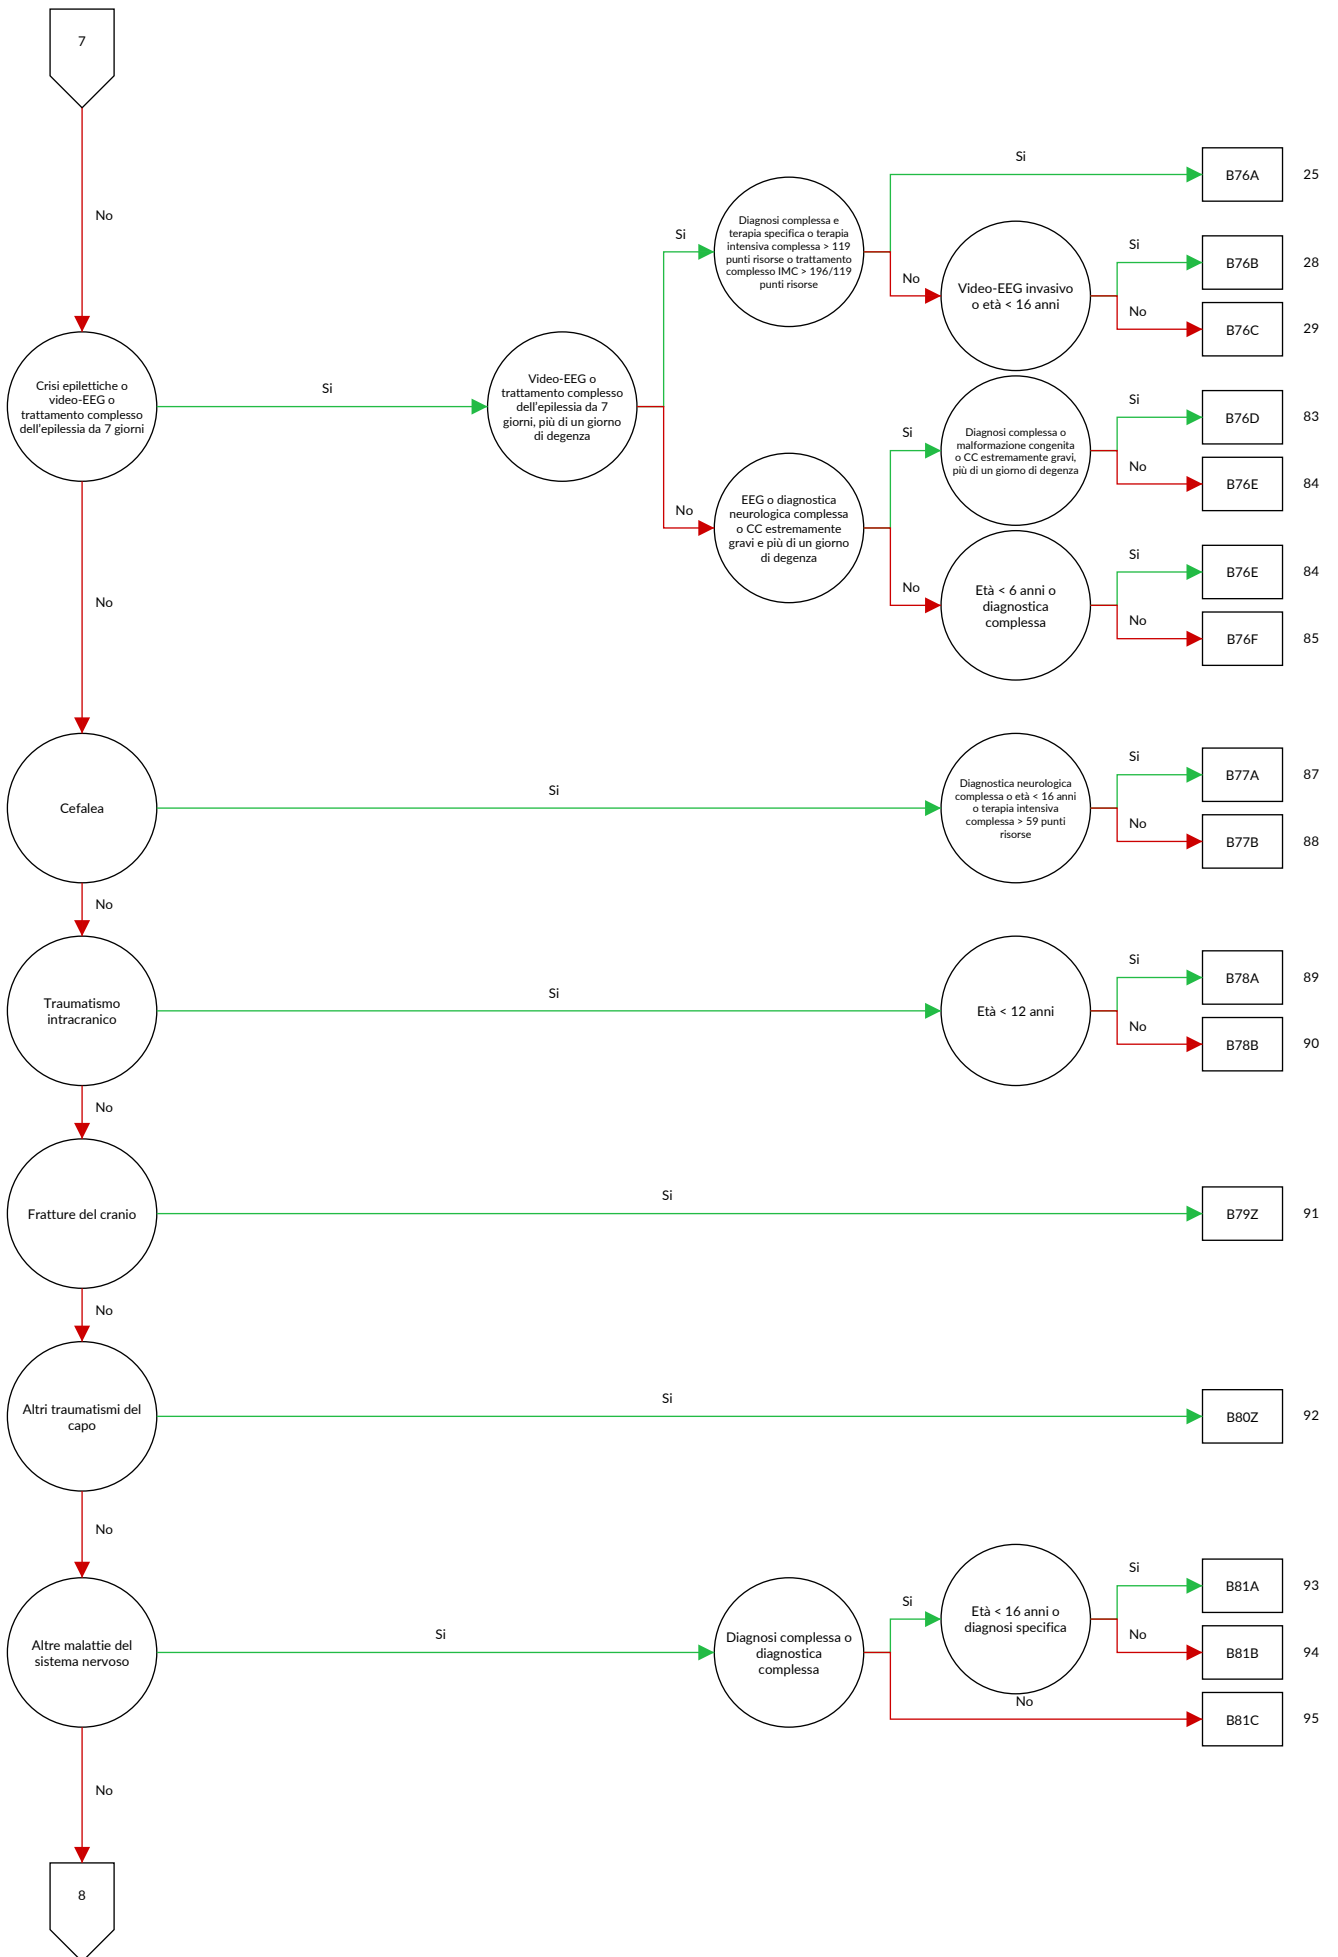 7
No
Si
B76A
25
Diagnosi complessa e
terapia specifica o terapia
intensiva complessa > 119
punti risorse o trattamento
complesso IMC > 196/119
punti risorse
Si
Si
B76B
28
No
Video-EEG invasivo
o età < 16 anni
No
B76C
29
Crisi epilettiche o
video-EEG o
trattamento complesso
dell'epilessia da 7 giorni
Si
Video-EEG o
trattamento complesso
dell'epilessia da 7
giorni, più di un giorno
di degenza
Si
B76D
83
Si
Diagnosi complessa o
malformazione congenita
o CC estremamente gravi,
più di un giorno di degenza
No
B76E
84
No
EEG o diagnostica
neurologica complessa
o CC estremamente
gravi e più di un giorno
di degenza
Si
B76E
84
No
No
Età < 6 anni o
diagnostica
complessa
No
B76F
85
Cefalea
Si
Diagnostica neurologica
complessa o età < 16 anni
o terapia intensiva
complessa > 59 punti
risorse
Si
B77A
87
No
B77B
88
No
Traumatismo
intracranico
Si
Età < 12 anni
Si
B78A
89
No
B78B
90
No
Fratture del cranio
Si
B79Z
91
No
Altri traumatismi del
capo
Si
B80Z
92
No
Altre malattie del
sistema nervoso
Si
Diagnosi complessa o
diagnostica
complessa
Si
Età < 16 anni o
diagnosi specifica
Si
B81A
93
No
B81B
94
No
B81C
95
No
8